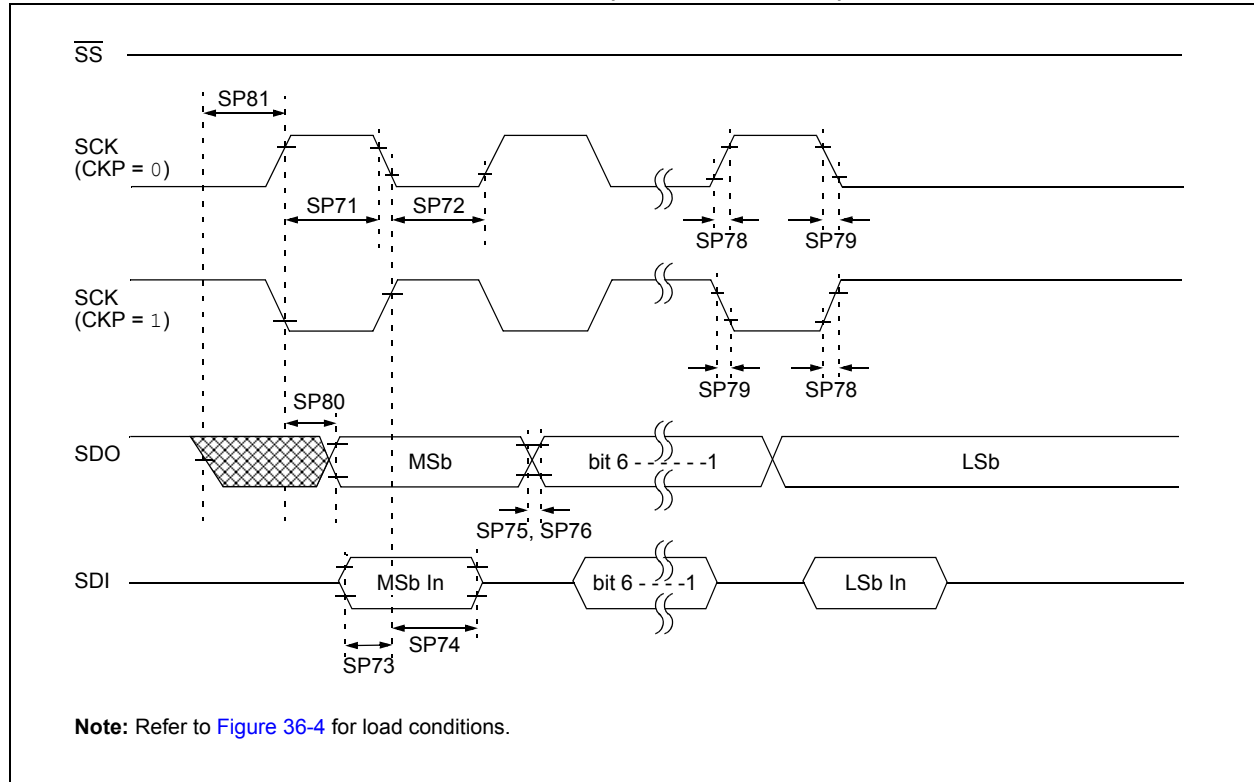 SS
SP81
SCK
(CKP = 0)
SP71
SP72
SP78
SP79
SCK
(CKP = 1)
SP79
SP78
SP80
SDO
MSb
bit 6 - - - - - -1
LSb
SP75, SP76
SDI
MSb In
bit 6 - - - -1
LSb In
SP74
SP73
Note: Refer to Figure 36-4 for load conditions.